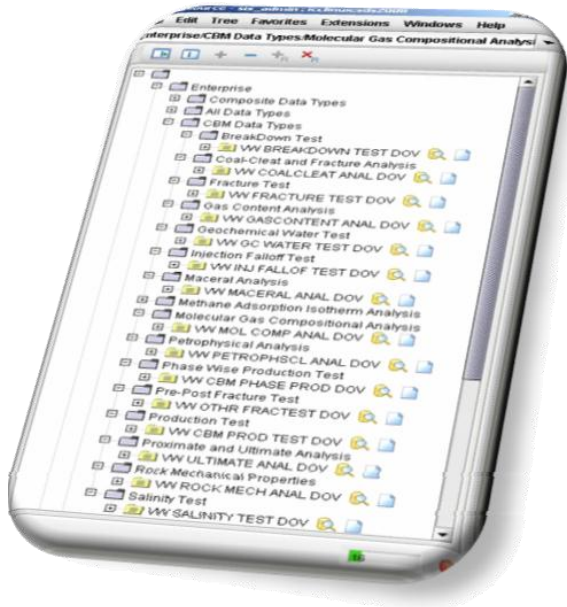 Edit Tree Favorites Extensions Windows Help
nterprise/CBM Data Types/Molecular Gas Compositional Analysi
Enterprise
Composite Data Types
All Data Types
CBM Data Types
BreakDown Test
VW BREAKDOWN TEST DOV
Coal-Cleat and Fracture Analysis
VW COALCLEAT ANAL DOV
Fracture Test
VW FRACTURE TEST DOV
Gas Content Analysis
VW GASCONTENT ANAL DOV
Geochemical Water Test
VW GC WATER TEST DOV
Injection Falloff Test
VW INJ FALLOF TEST DOV
Maceral Analysis
VW MACERAL ANAL DOV
Methane Adsorption Isotherm Analysis
Molecular Gas Compositional Analysis
VW MOL COMP ANAL DOV
Petrophysical Analysis
VW PETROPHSCL ANAL DOV
Phase Wise Production Test
VW CBM PHASE PROD DOV
Pre-Post Fracture Test
VW OTHR FRACTEST DOV
Production Test
VW CBM PROD TEST DOV
Proximate and Ultimate Analysis
VW ULTIMATE ANAL DOV
Rock Mechanical Properties
VW ROCK MECH ANAL DOV
Salinity Test
VW SALINITY TEST DOV